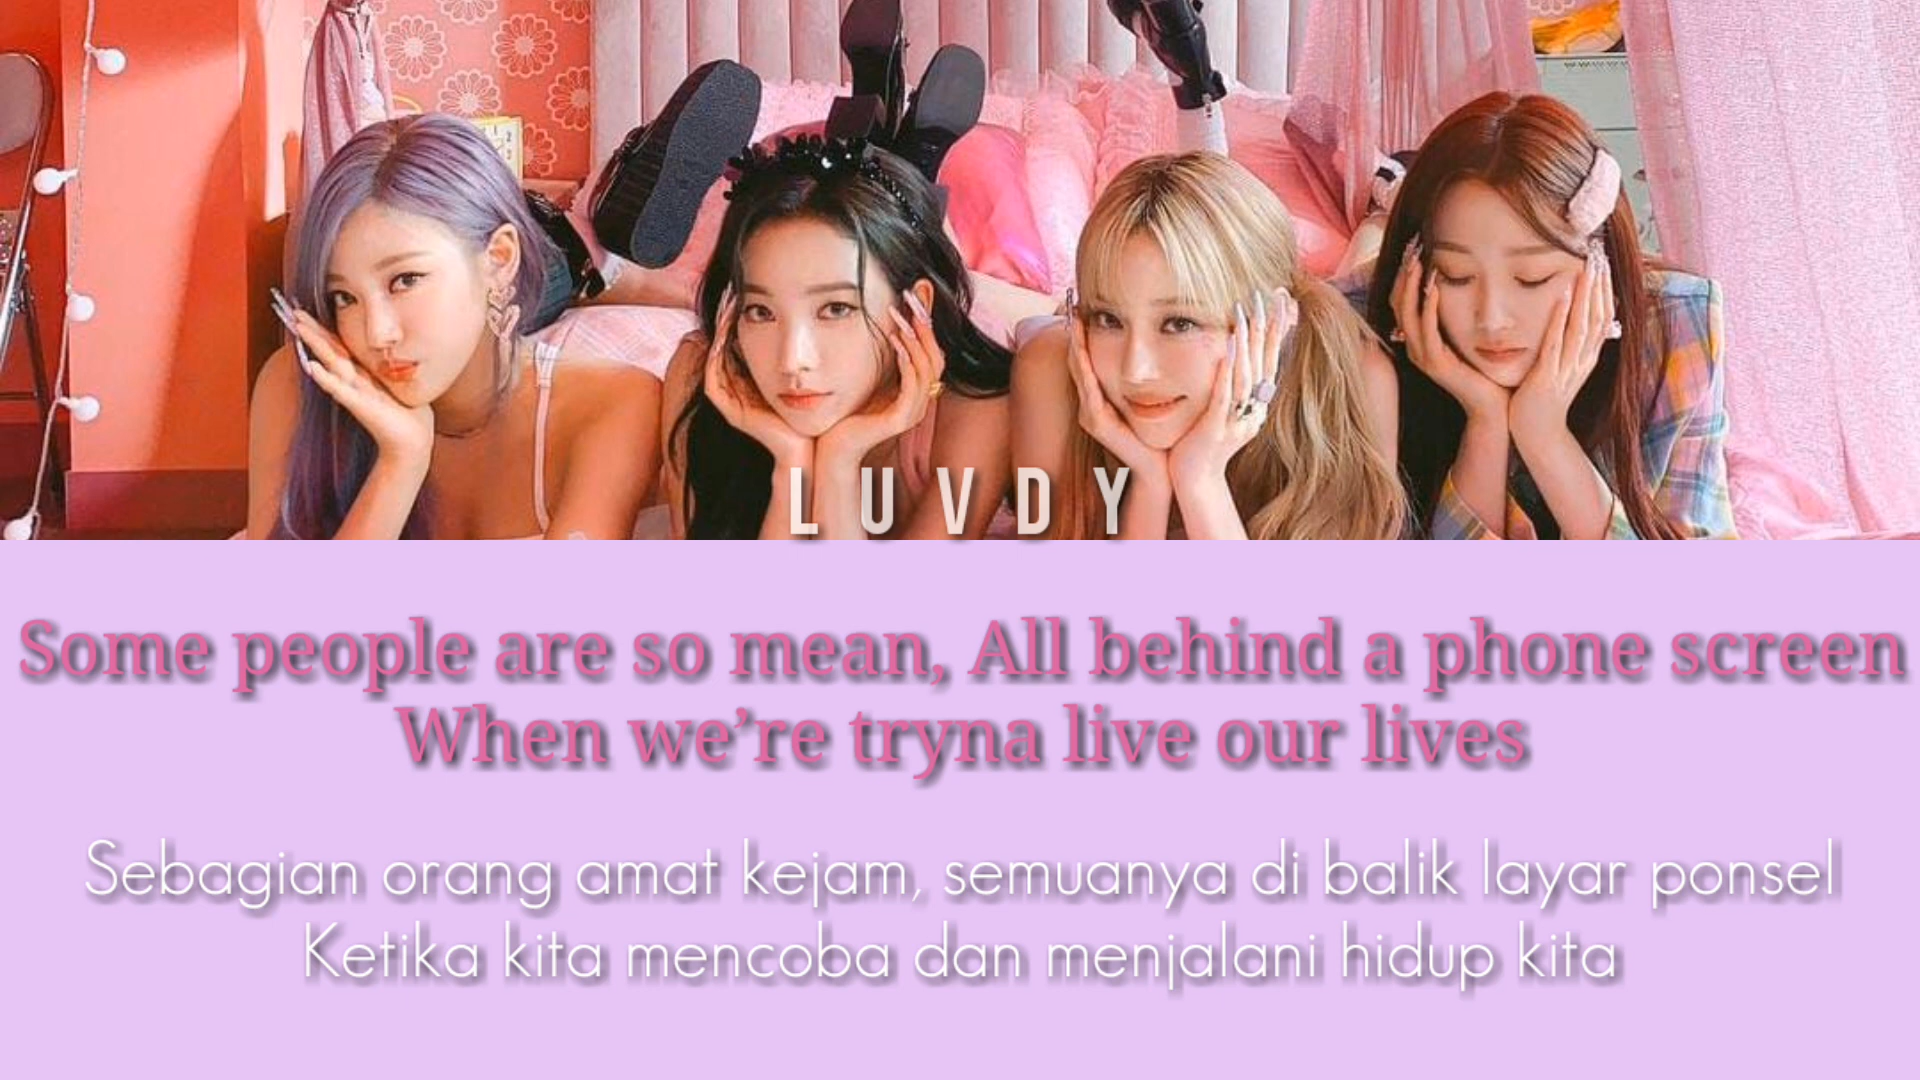 LUVDY
Some people are so mean, All behind a phone screen
When we’re tryna live our lives
Sebagian orang amat kejam, semuanya di balik layar ponsel
Ketika kita mencoba dan menjalani hidup kita